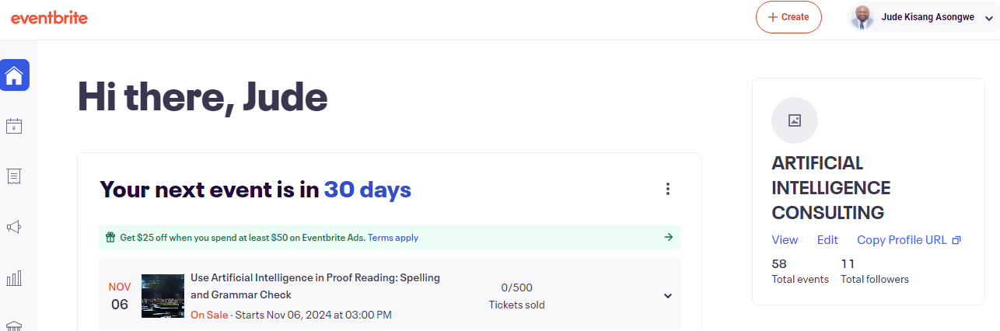 eventbrite
Create
Jude Kisang Asongwe
6
Hi there, Jude
Your next event is in 30 days
Get $25 off when you spend at least $50 on Eventbrite Ads. Terms apply
NOV
06
Use Artificial Intelligence in Proof Reading: Spelling
and Grammar Check
On Sale · Starts Nov 06, 2024 at 03:00 PM
0/500
Tickets sold
ARTIFICIAL
INTELLIGENCE
CONSULTING
View Edit Copy Profile URL
58 11
Total events Total followers